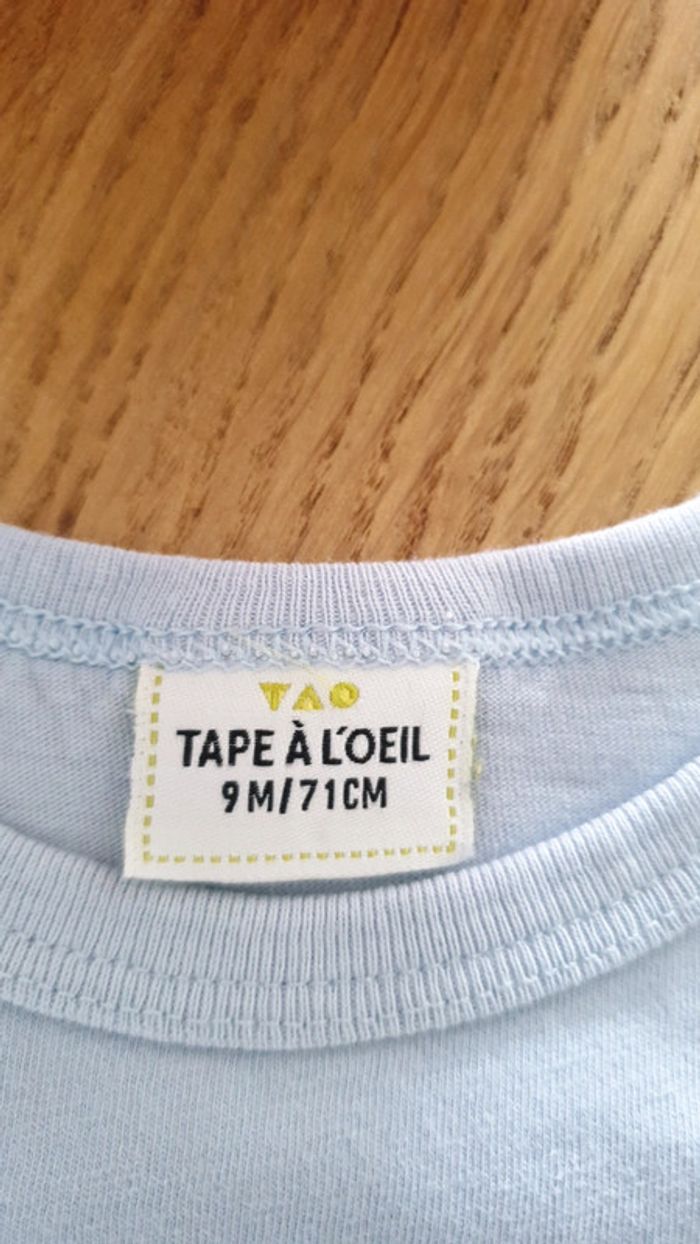 TAO
TAPE À L'OEIL
9M/71CM